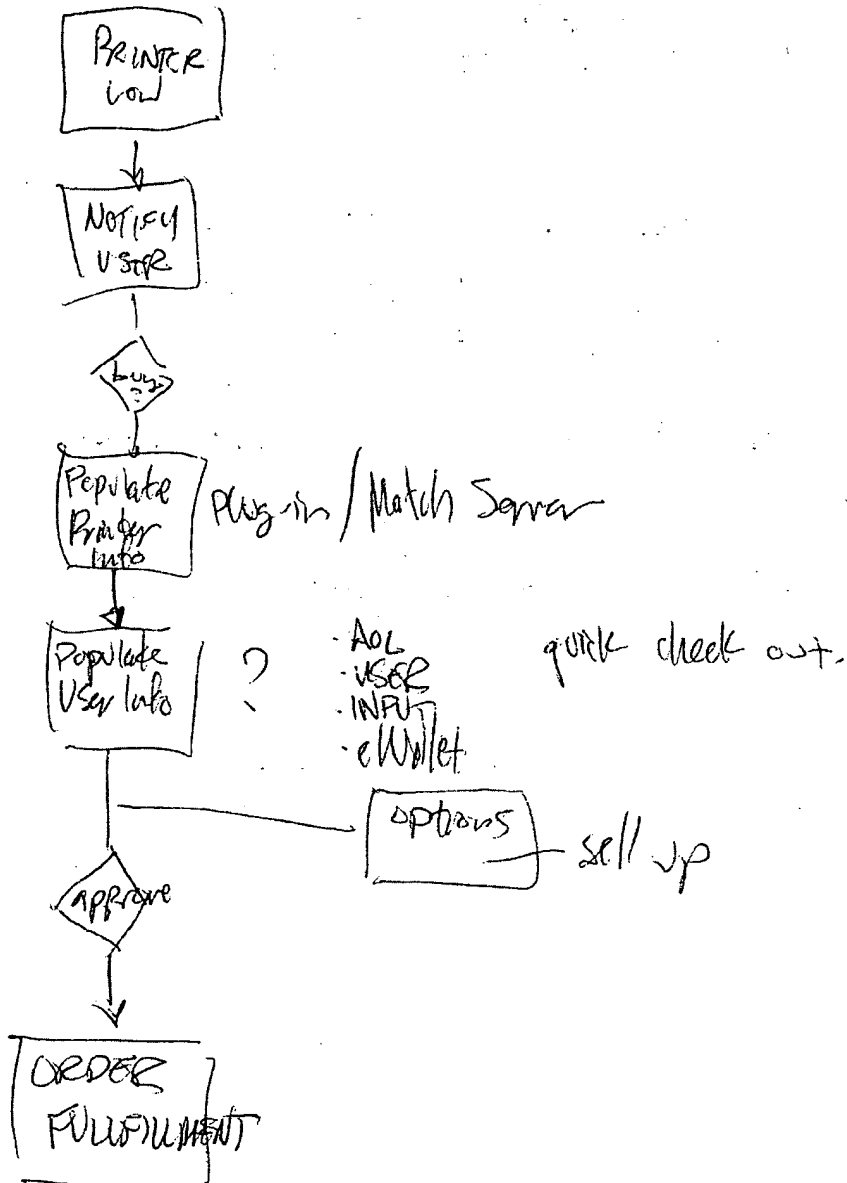 PRINTER
LOW
NOTIFY
USER
buy
?
Populate
Printer
Info
Plug-in / Match Server
Populate
User Info
?
· AOL
· USER
· INPUT
· eWallet
quick check out.
options
sell up
approve
ORDER
FULLFILLMENT